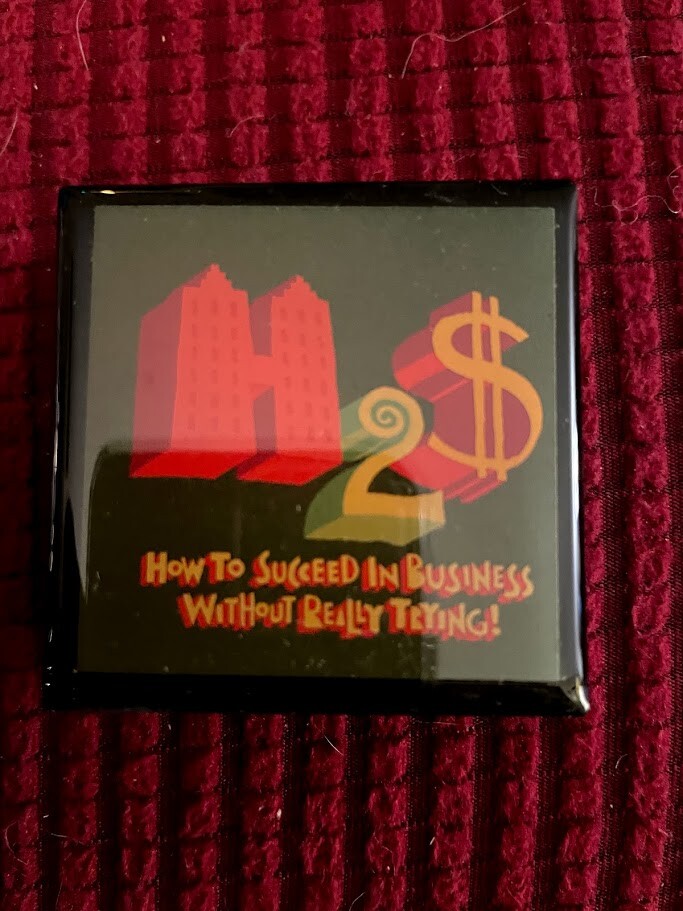 H2$
HOW TO SUCCEED IN BUSINESS
WITHOUT REALLY TRYING!